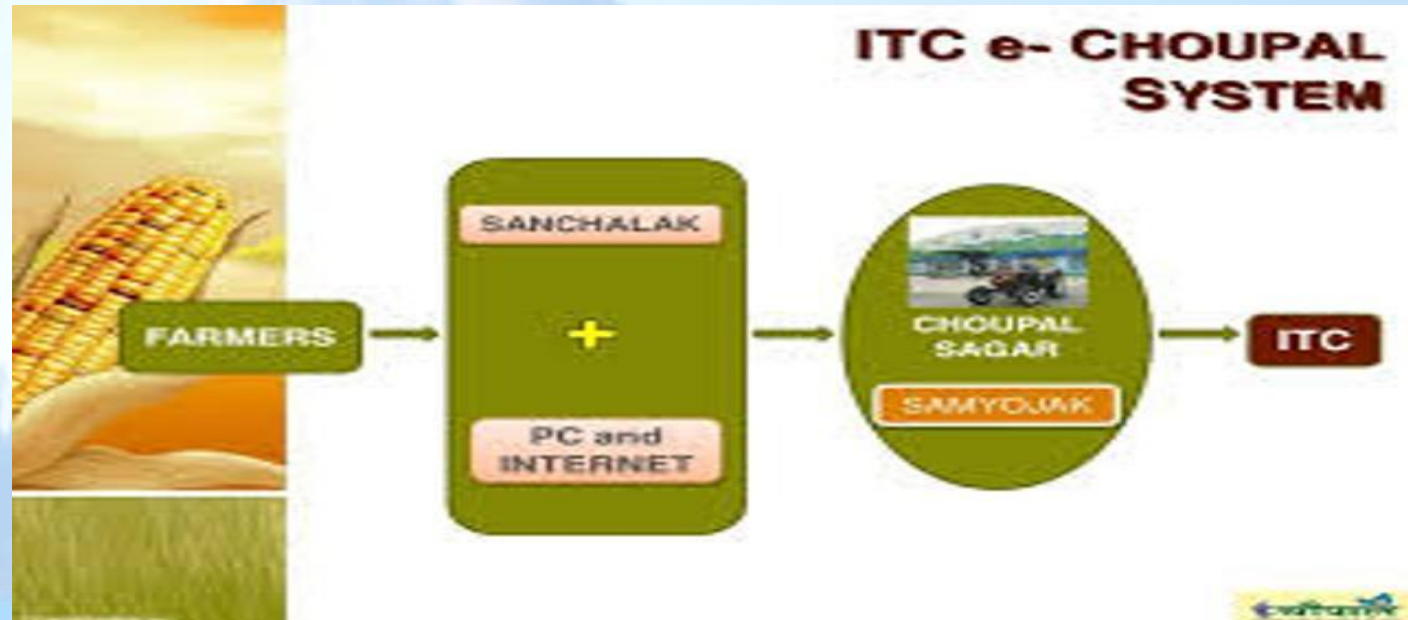 ITC e- CHOUPAL
SYSTEM
FARMERS
SANCHALAK
+
PC and
INTERNET
CHOUPAL
SAGAR
SAMYOJAK
ITC